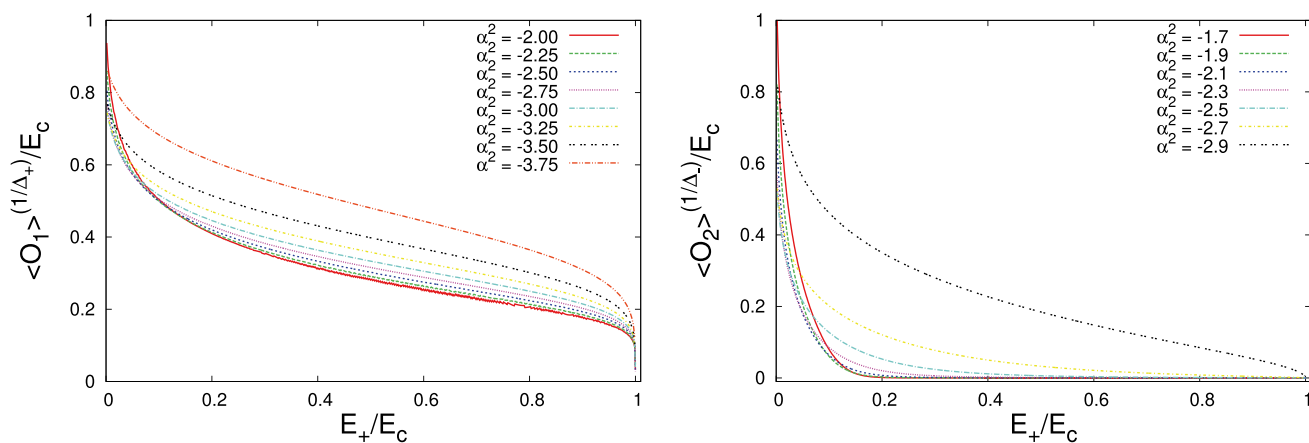 <O₁>^(1/Δ₊)/E_c
1
0.8
0.6
0.4
0.2
0
α² = -2.00
α² = -2.25
α² = -2.50
α² = -2.75
α² = -3.00
α² = -3.25
α² = -3.50
α² = -3.75
0 0.2 0.4 0.6 0.8 1
E₊/E_c
<O₂>^(1/Δ₋)/E_c
1
0.8
0.6
0.4
0.2
0
α² = -1.7
α² = -1.9
α² = -2.1
α² = -2.3
α² = -2.5
α² = -2.7
α² = -2.9
0 0.2 0.4 0.6 0.8 1
E₊/E_c